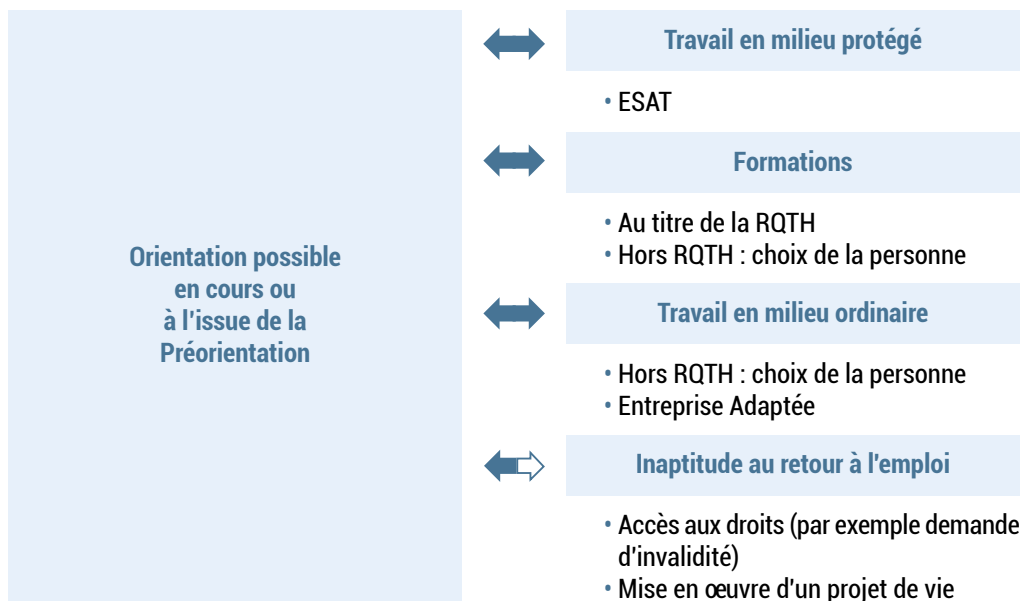 Orientation possible
en cours ou
à l'issue de la
Préorientation
Travail en milieu protégé
• ESAT
Formations
• Au titre de la RQTH
• Hors RQTH : choix de la personne
Travail en milieu ordinaire
• Hors RQTH : choix de la personne
• Entreprise Adaptée
Inaptitude au retour à l'emploi
• Accès aux droits (par exemple demande
d'invalidité)
• Mise en œuvre d'un projet de vie